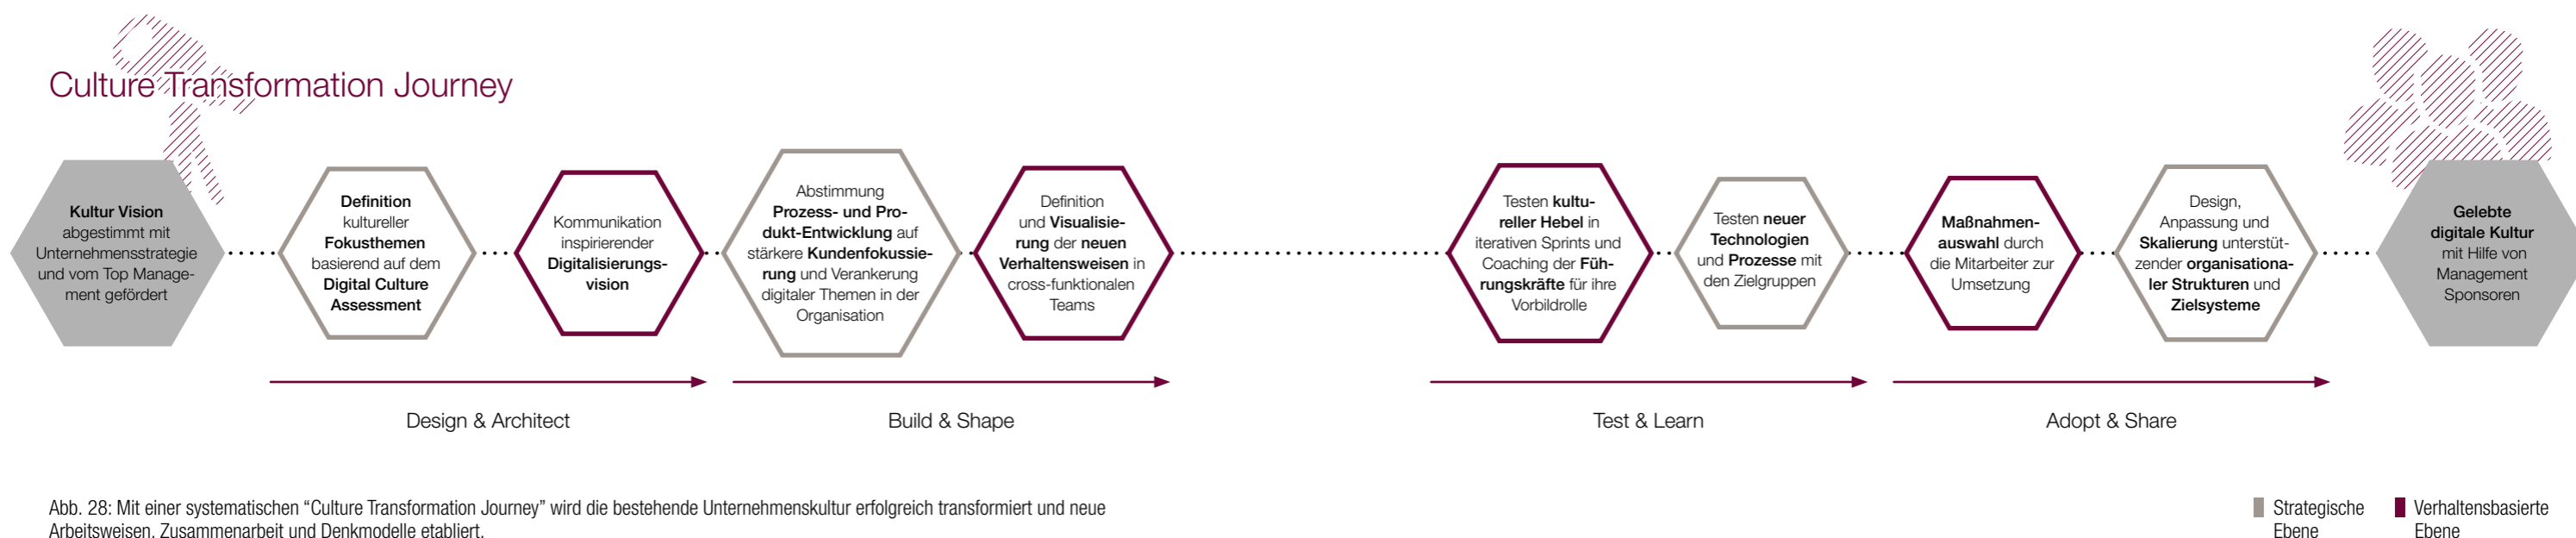 Culture Transformation Journey
Kultur Vision
abgestimmt mit
Unternehmensstrategie
und vom Top Manage-
ment gefördert
Definition
kultureller
Fokusthemen
basierend auf dem
Digital Culture
Assessment
Kommunikation
inspirierender
Digitalisierungs-
vision
Abstimmung
Prozess- und Pro-
dukt-Entwicklung auf
stärkere Kundenfokussie-
rung und Verankerung
digitaler Themen in der
Organisation
Definition
und Visualisie-
rung der neuen
Verhaltensweisen in
cross-funktionalen
Teams
Testen kultu-
reller Hebel in
iterativen Sprints und
Coaching der Füh-
rungskräfte für ihre
Vorbildrolle
Testen neuer
Technologien
und Prozesse mit
den Zielgruppen
Maßnahmen-
auswahl durch
die Mitarbeiter zur
Umsetzung
Design,
Anpassung und
Skalierung unterstüt-
zender organisationa-
ler Strukturen und
Zielsysteme
Gelebte
digitale Kultur
mit Hilfe von
Management
Sponsoren
Design & Architect
Build & Shape
Test & Learn
Adopt & Share
Abb. 28: Mit einer systematischen “Culture Transformation Journey” wird die bestehende Unternehmenskultur erfolgreich transformiert und neue
Arbeitsweisen, Zusammenarbeit und Denkmodelle etabliert.
Strategische
Ebene
Verhaltensbasierte
Ebene